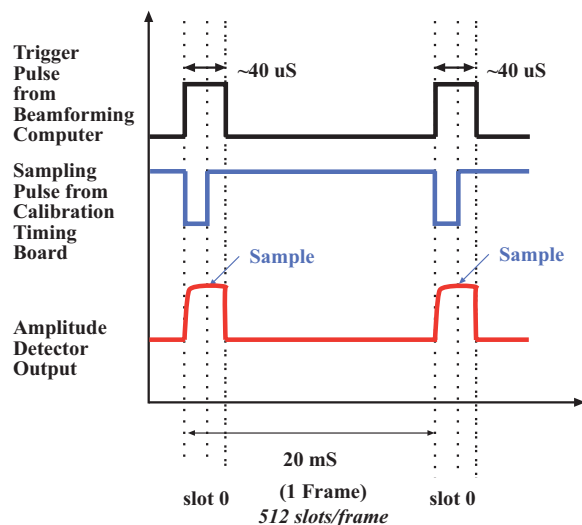 Trigger
Pulse
from
Beamforming
Computer
~40 uS
~40 uS
Sampling
Pulse from
Calibration
Timing
Board
Sample
Sample
Amplitude
Detector
Output
20 mS
slot 0
(1 Frame)
slot 0
512 slots/frame